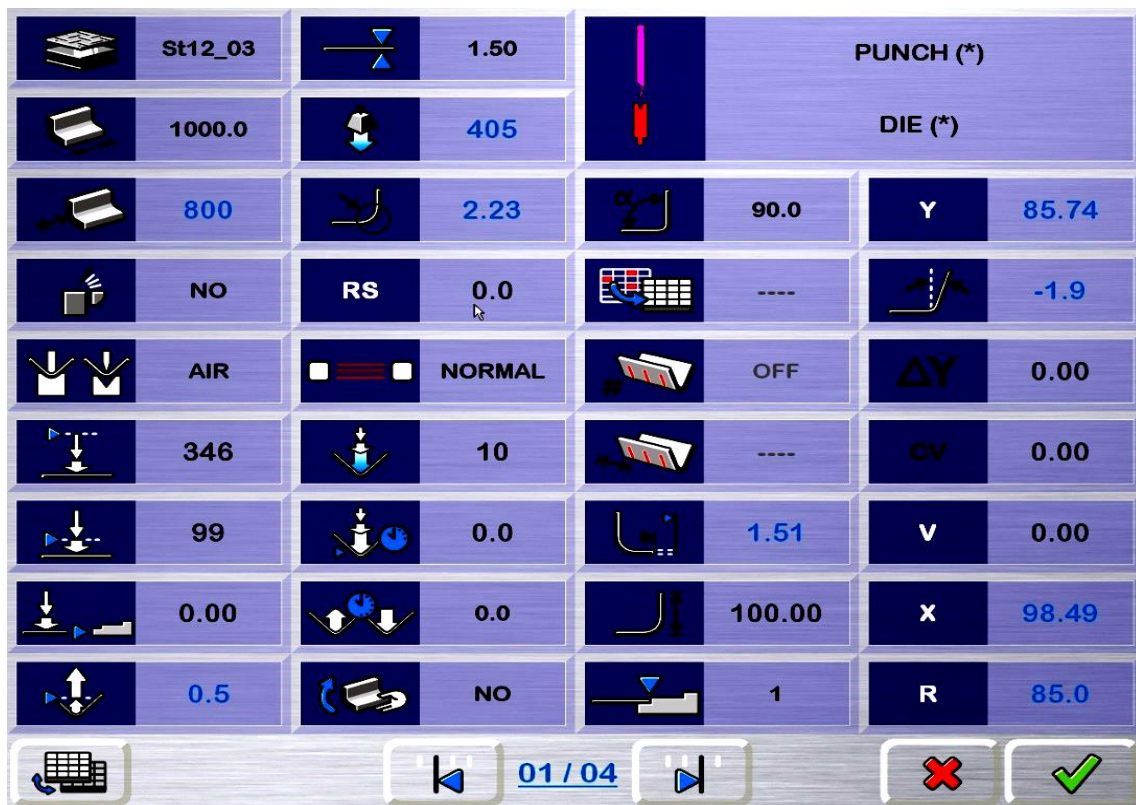 St12_03 1.50 PUNCH (*)
1000.0 405 DIE (*)
800 2.23 α 90.0 Y 85.74
NO RS 0.0 ---- -1.9
AIR NORMAL # OFF ΔY 0.00
346 10 ---- CV 0.00
99 0.0 1.51 V 0.00
0.00 0.0 100.00 X 98.49
0.5 NO 1 R 85.0
01 / 04